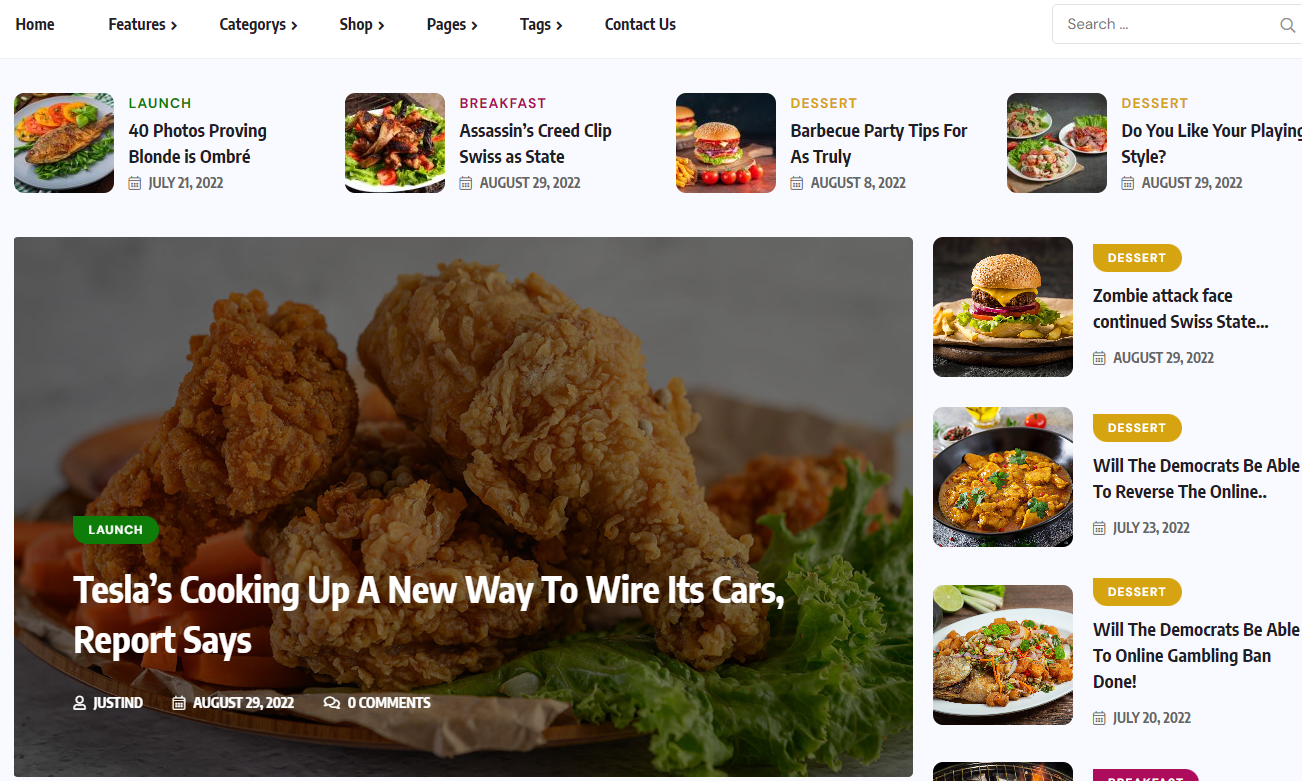 Home Features Categorys Shop Pages Tags Contact Us Search ...
LAUNCH
40 Photos Proving
Blonde is Ombré
JULY 21, 2022
BREAKFAST
Assassin’s Creed Clip
Swiss as State
AUGUST 29, 2022
DESSERT
Barbecue Party Tips For
As Truly
AUGUST 8, 2022
DESSERT
Do You Like Your Playing
Style?
AUGUST 29, 2022
LAUNCH
Tesla’s Cooking Up A New Way To Wire Its Cars,
Report Says
JUSTIND AUGUST 29, 2022 0 COMMENTS
DESSERT
Zombie attack face
continued Swiss State...
AUGUST 29, 2022
DESSERT
Will The Democrats Be Able
To Reverse The Online..
JULY 23, 2022
DESSERT
Will The Democrats Be Able
To Online Gambling Ban
Done!
JULY 20, 2022
BREAKFAST